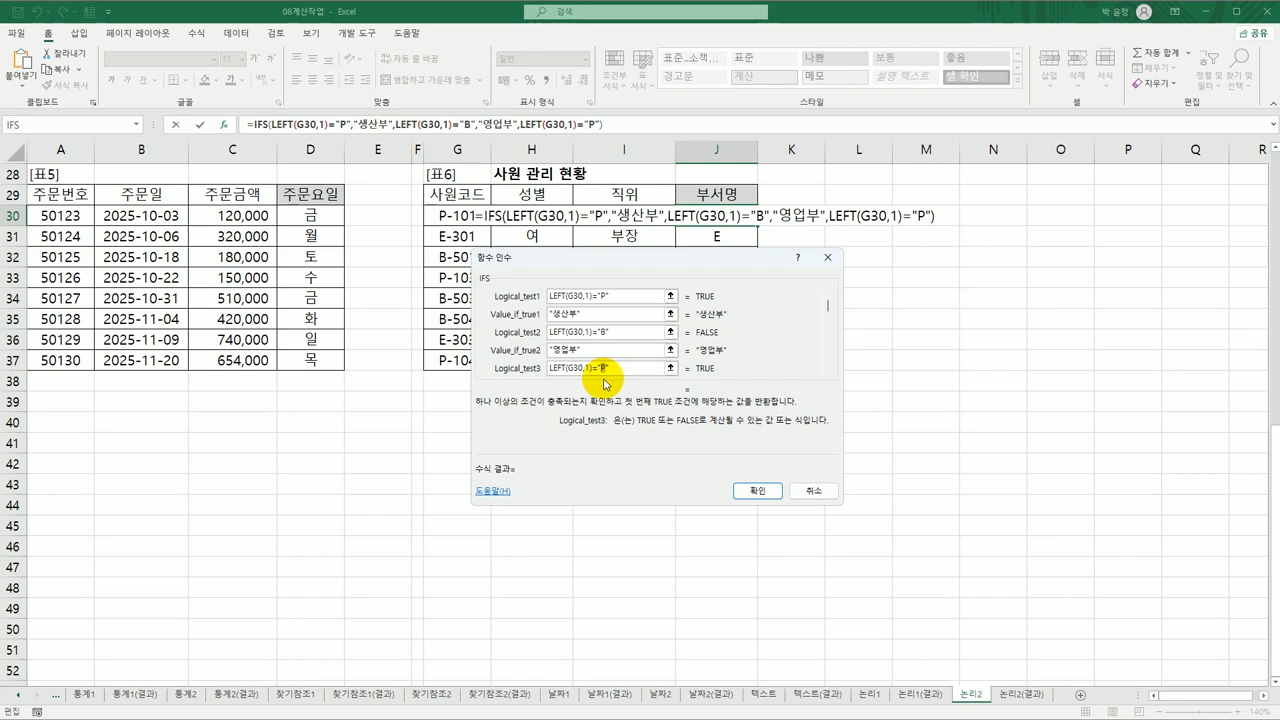 08계산작업 - Excel
검색
박 윤정
파일 홈 삽입 페이지 레이아웃 수식 데이터 검토 보기 개발 도구 도움말
공유
붙여넣기
잘라내기
복사
서식 복사
맞춤 줄 바꿈
병합하고 가운데 맞춤
일반
조건부 서식
표 서식
표준_소책... 표준 나쁨 보통 좋음
경고문 계산 메모 설명 텍스트 셀 확인
삽입 삭제 서식
자동 합계
채우기
지우기
정렬 및 필터
찾기 및 선택
클립보드 글꼴 맞춤 표시 형식 스타일 셀 편집
IFS
=IFS(LEFT(G30,1)="P","생산부",LEFT(G30,1)="B","영업부",LEFT(G30,1)="P")
A B C D E F G H I J K L M N O P Q R
28 [표5] [표6] 사원 관리 현황
29 주문번호 주문일 주문금액 주문요일 사원코드 성별 직위 부서명
30 50123 2025-10-03 120,000 금 P-101 =IFS(LEFT(G30,1)="P","생산부",LEFT(G30,1)="B","영업부",LEFT(G30,1)="P")
31 50124 2025-10-06 320,000 월 E-301 여 부장 E
32 50125 2025-10-18 180,000 토
33 50126 2025-10-22 150,000 수
34 50127 2025-10-31 510,000 금
35 50128 2025-11-04 420,000 화
36 50129 2025-11-09 740,000 일
37 50130 2025-11-20 654,000 목
38
39
40
41
42
43
44
45
46
47
48
49
50
51
52
함수 인수
?
IFS
Logical_test1 LEFT(G30,1)="P" = TRUE
Value_if_true1 "생산부" = "생산부"
Logical_test2 LEFT(G30,1)="B" = FALSE
Value_if_true2 "영업부" = "영업부"
Logical_test3 LEFT(G30,1)="P" = TRUE
=
하나 이상의 조건이 충족되는지 확인하고 첫 번째 TRUE 조건에 해당하는 값을 반환합니다.
Logical_test3: 은(는) TRUE 또는 FALSE로 계산될 수 있는 값 또는 식입니다.
수식 결과=
도움말(H)
확인 취소
... 통계1 통계1(결과) 통계2 통계2(결과) 찾기참조1 찾기참조1(결과) 찾기참조2 찾기참조2(결과) 날짜1 날짜1(결과) 날짜2 날짜2(결과) 텍스트 텍스트(결과) 논리1 논리1(결과) 논리2 논리2(결과)
편집
140%